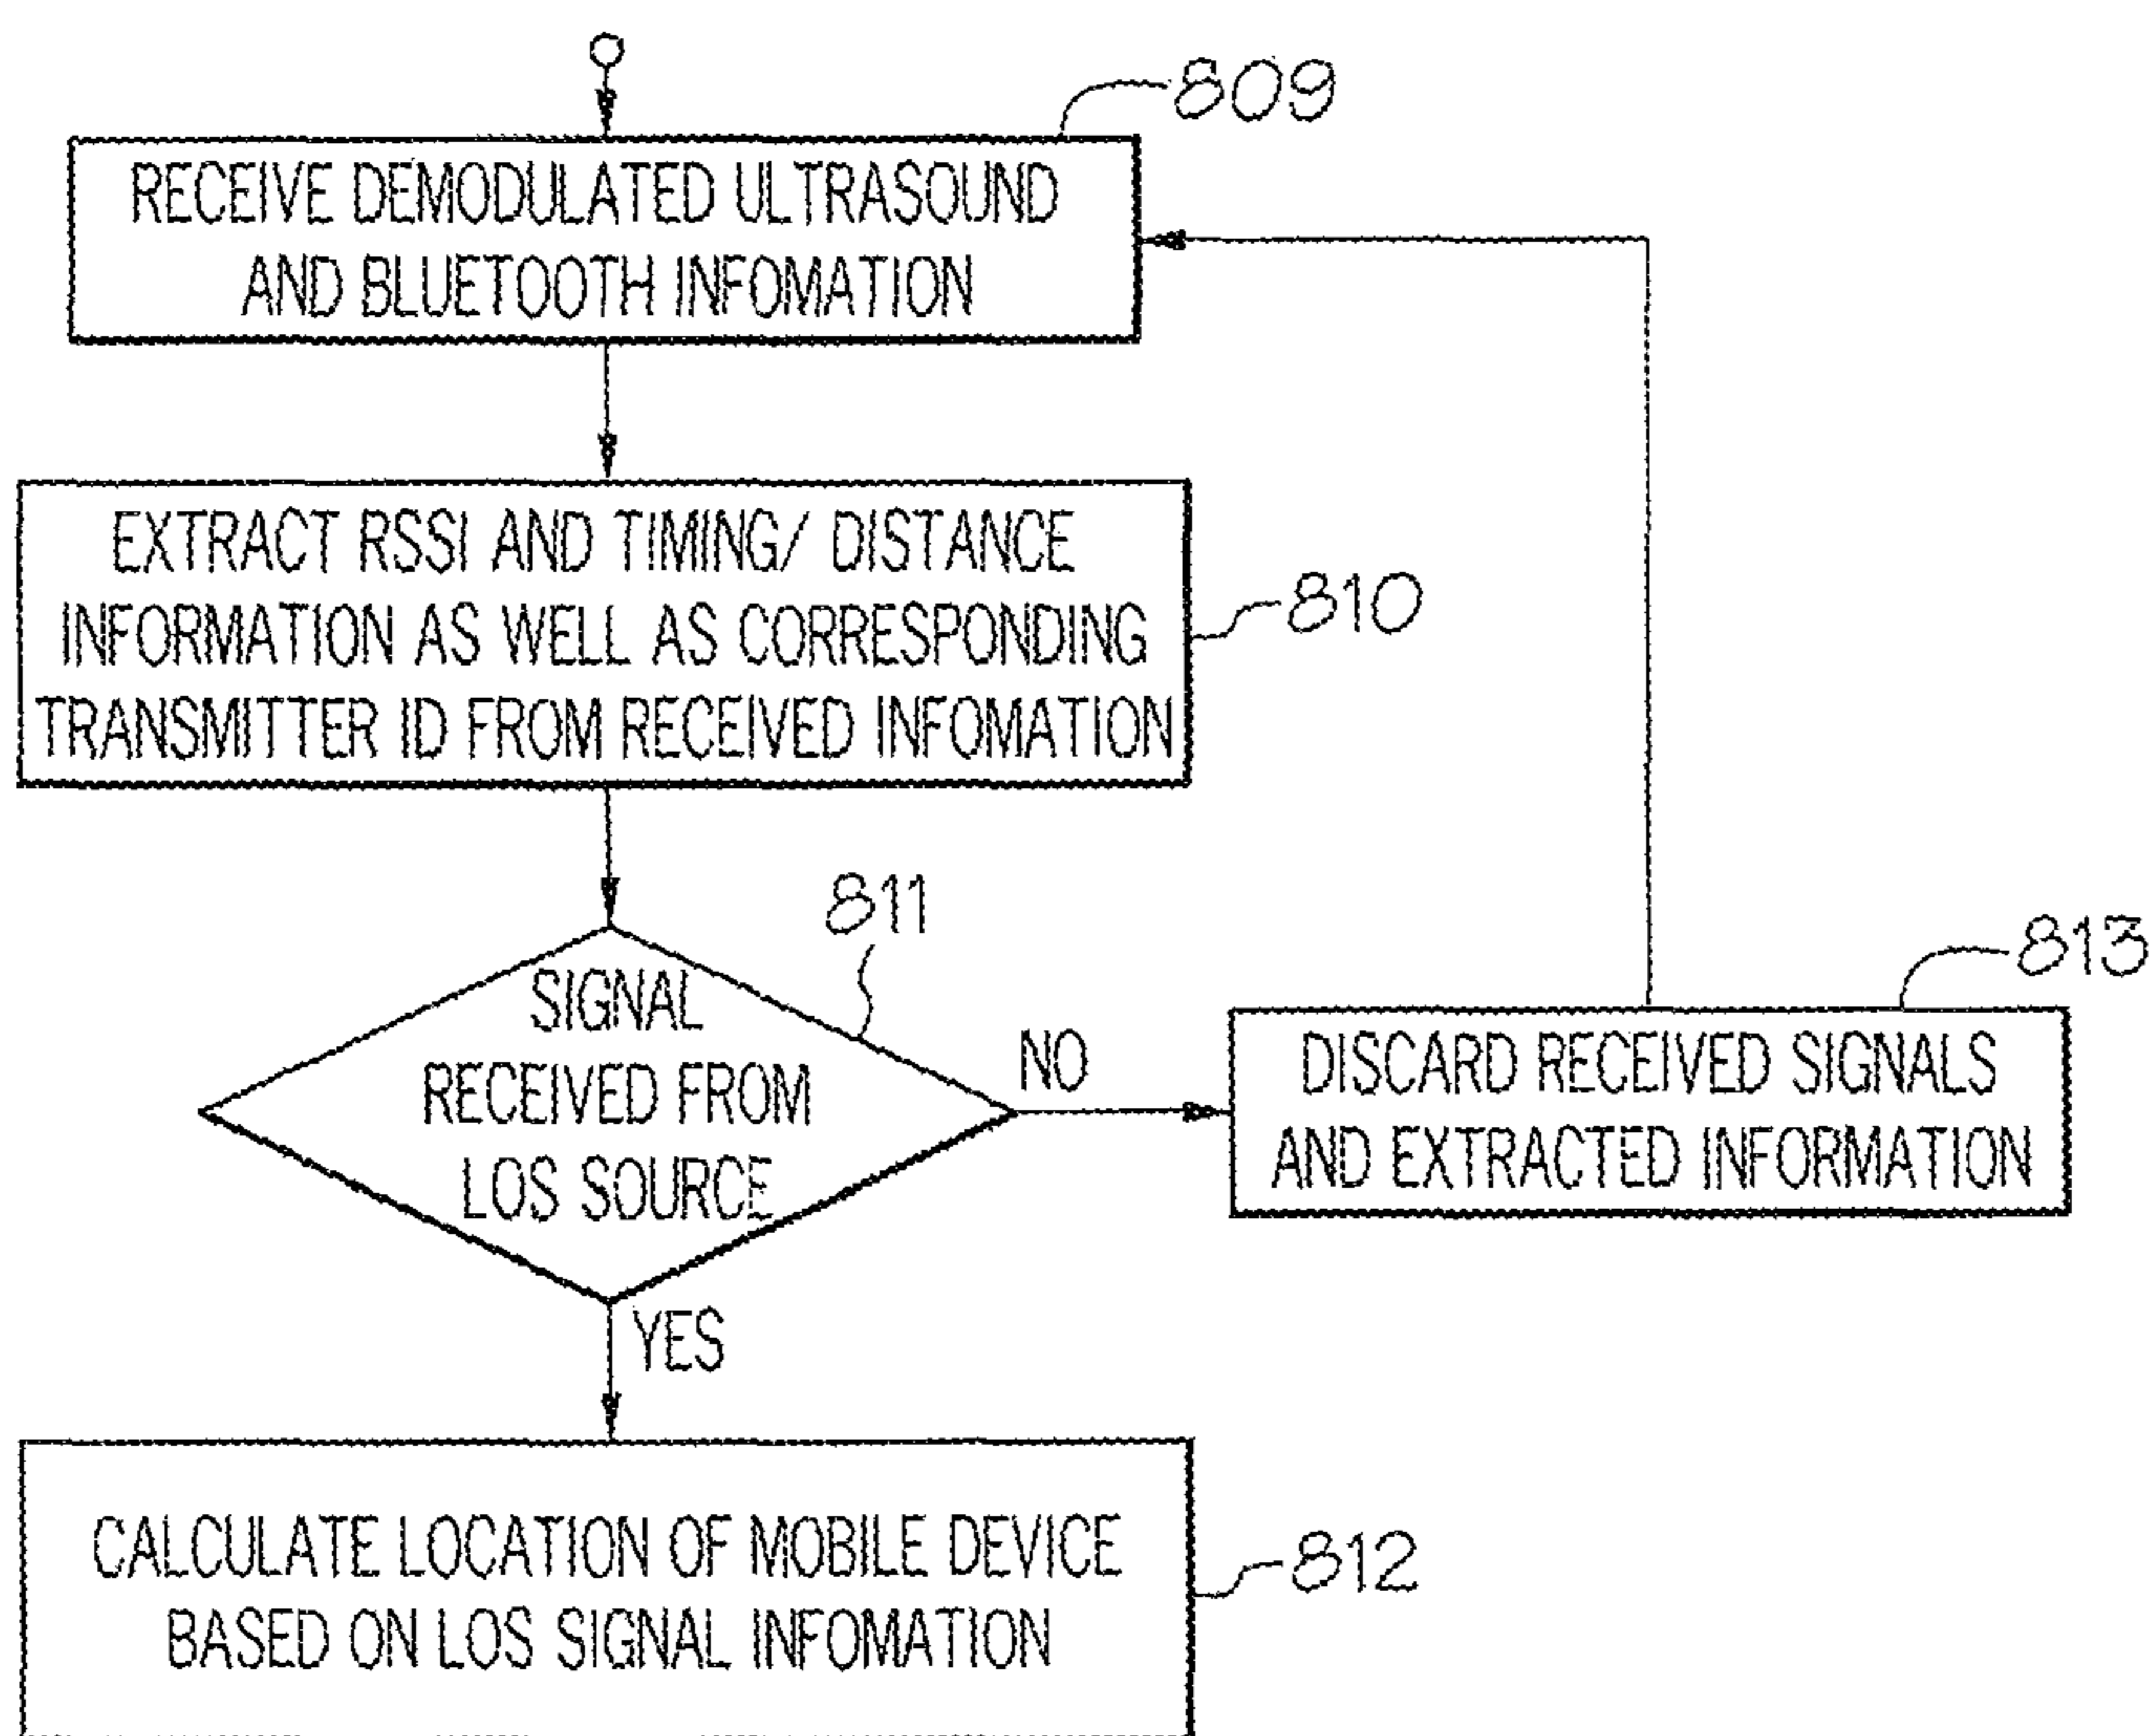 809
RECEIVE DEMODULATED ULTRASOUND
AND BLUETOOTH INFOMATION
EXTRACT RSSI AND TIMING/ DISTANCE
INFORMATION AS WELL AS CORRESPONDING
TRANSMITTER ID FROM RECEIVED INFOMATION
810
811
SIGNAL
RECEIVED FROM
LOS SOURCE
NO
813
DISCARD RECEIVED SIGNALS
AND EXTRACTED INFORMATION
YES
CALCULATE LOCATION OF MOBILE DEVICE
BASED ON LOS SIGNAL INFOMATION
812